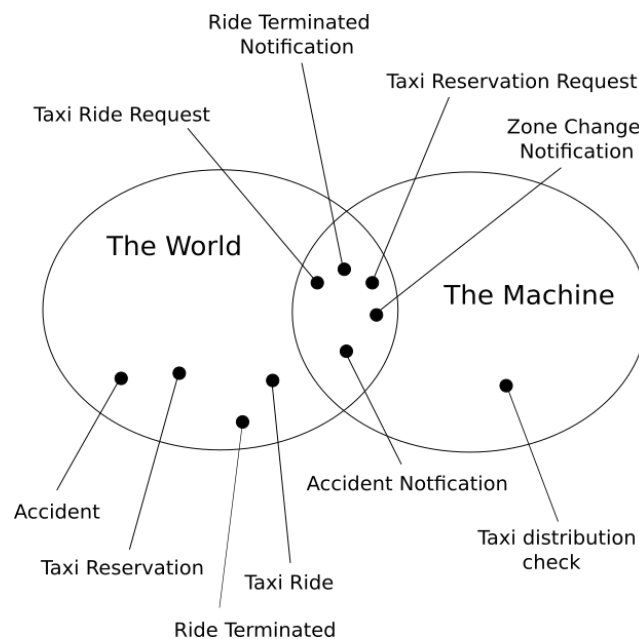 Ride Terminated
Notification
Taxi Reservation Request
Taxi Ride Request
Zone Change
Notification
The World
The Machine
Accident Notfication
Accident
Taxi Reservation
Taxi Ride
Ride Terminated
Taxi distribution
check